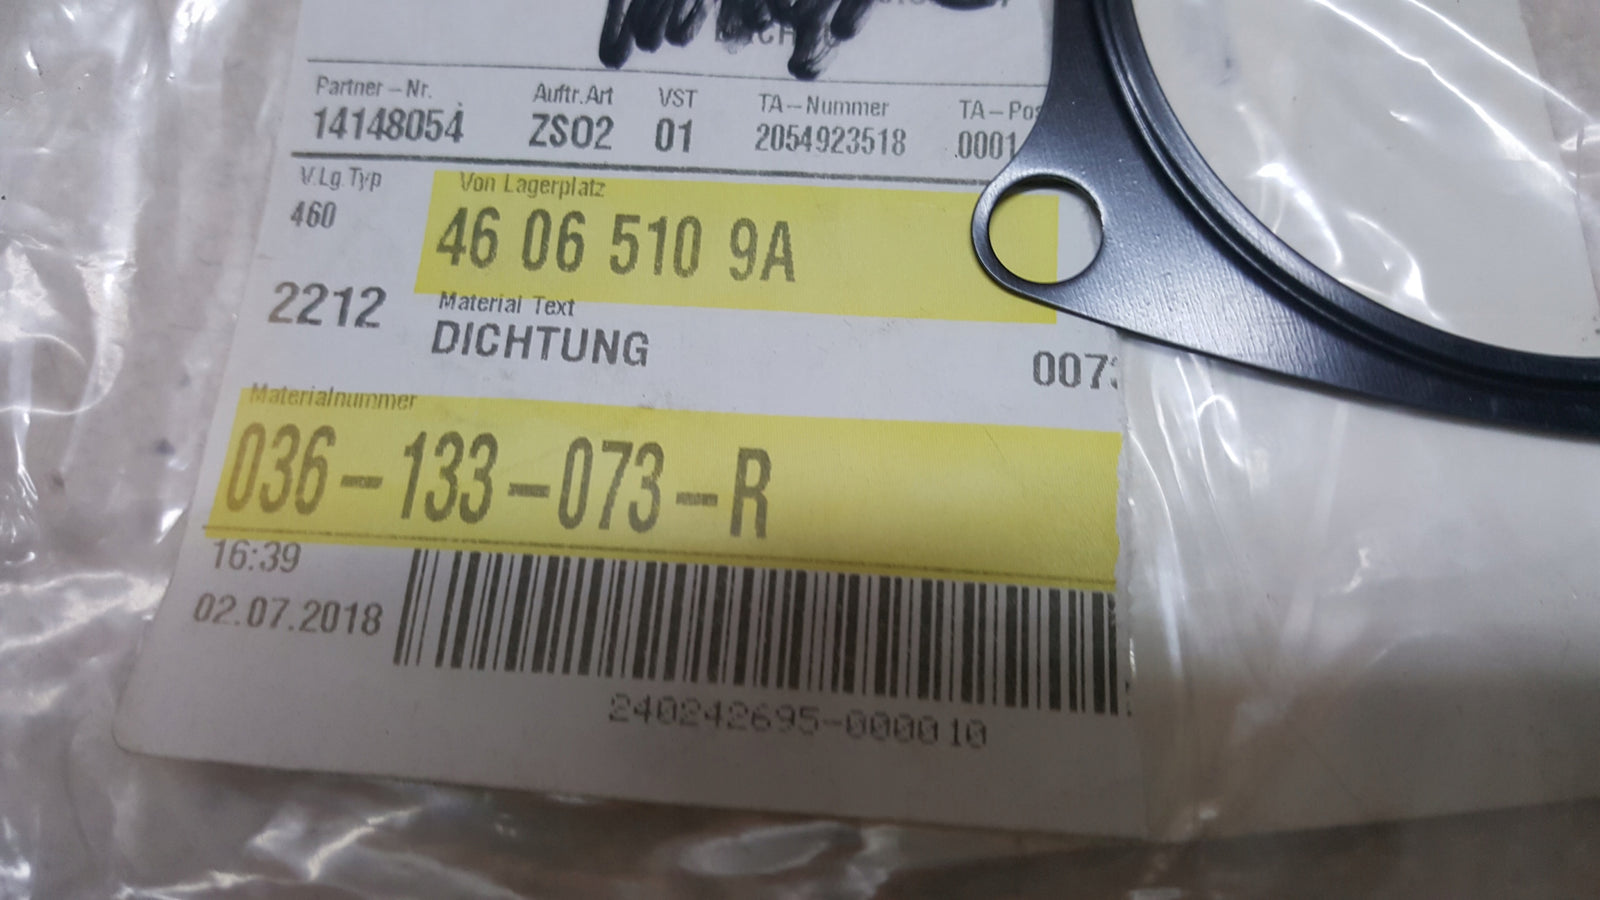 Partner-Nr. Auftr.Art VST TA-Nummer TA-Pos
14148054 ZSO2 01 2054923518 0001
V.Lg.Typ Von Lagerplatz
460 46 06 510 9A
Material Text
2212 DICHTUNG 0073
Materialnummer
036-133-073-R
16:39
02.07.2018
240242695-000010